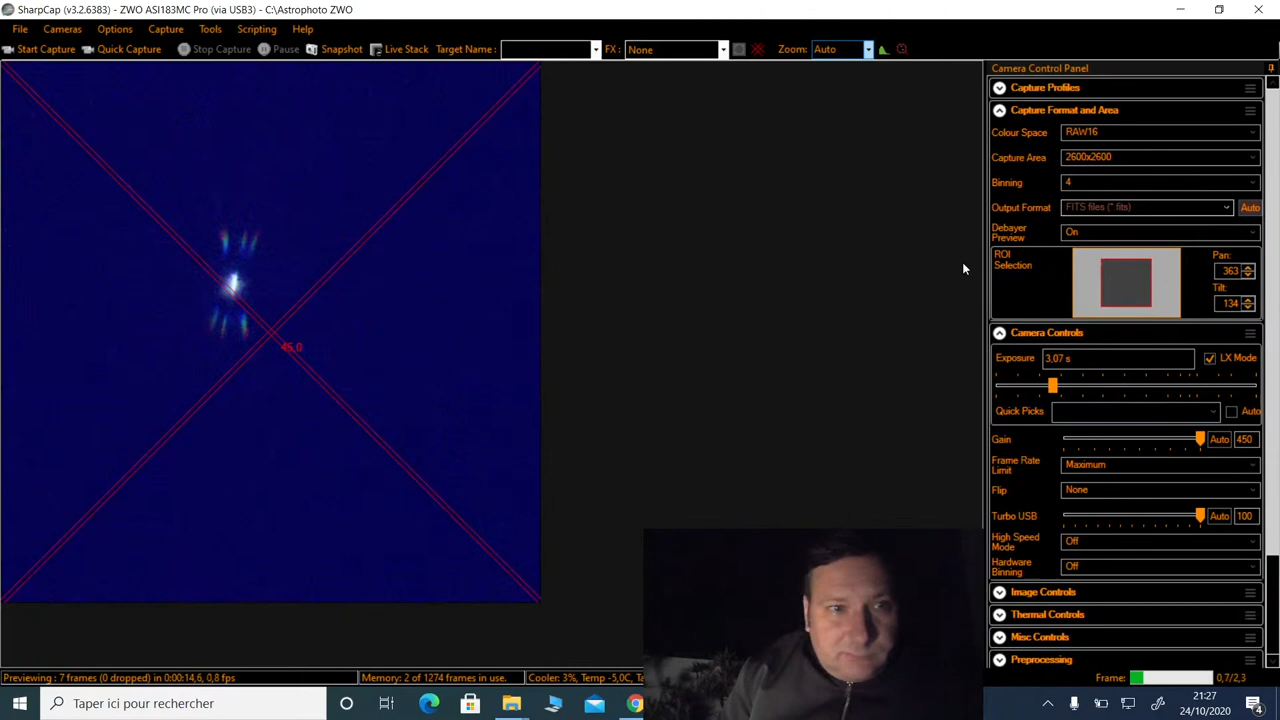 SharpCap (v3.2.6383) - ZWO ASI183MC Pro (via USB3) - C:\Astrophoto ZWO
File Cameras Options Capture Tools Scripting Help
Start Capture Quick Capture Stop Capture Pause Snapshot Live Stack Target Name : FX : None Zoom: Auto
Camera Control Panel
Capture Profiles
Capture Format and Area
Colour Space RAW16
Capture Area 2600x2600
Binning 4
Output Format FITS files (*.fits) Auto
Debayer Preview On
ROI Selection
Pan:
363
Tilt:
134
Camera Controls
Exposure 3,07 s LX Mode
45.0
Quick Picks Auto
Gain Auto 450
Frame Rate Limit Maximum
Flip None
Turbo USB Auto 100
High Speed Mode Off
Hardware Binning Off
Image Controls
Thermal Controls
Misc Controls
Preprocessing
Previewing : 7 frames (0 dropped) in 0:00:14,6, 0,8 fps Memory: 2 of 1274 frames in use. Cooler: 3%, Temp -5,0C, Frame: 0,7/2,3
Taper ici pour rechercher
21:27
24/10/2020
4